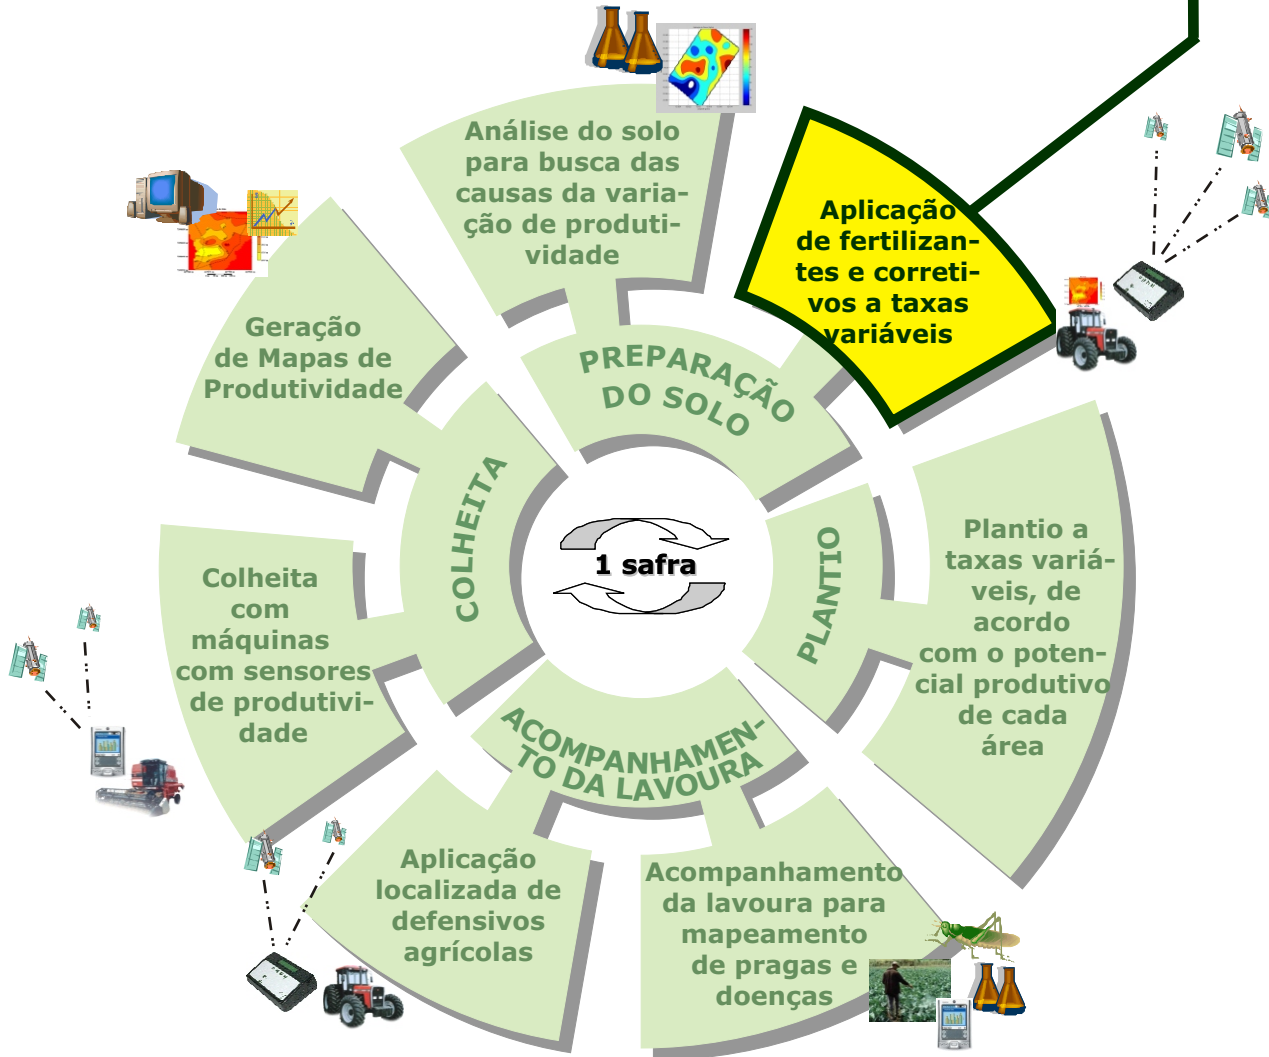 Análise do solo
para busca das
causas da varia-
ção de produti-
vidade
Aplicação
de fertilizan-
tes e correti-
vos a taxas
variáveis
PREPARAÇÃO
DO SOLO
Geração
de Mapas de
Produtividade
COLHEITA
1 safra
PLANTIO
Plantio a
taxas variá-
veis, de
acordo
com o poten-
cial produtivo
de cada
área
Colheita
com
máquinas
com sensores
de produtivi-
dade
ACOMPANHAMEN-
TO DA LAVOURA
Aplicação
localizada de
defensivos
agrícolas
Acompanhamento
da lavoura para
mapeamento
de pragas e
doenças